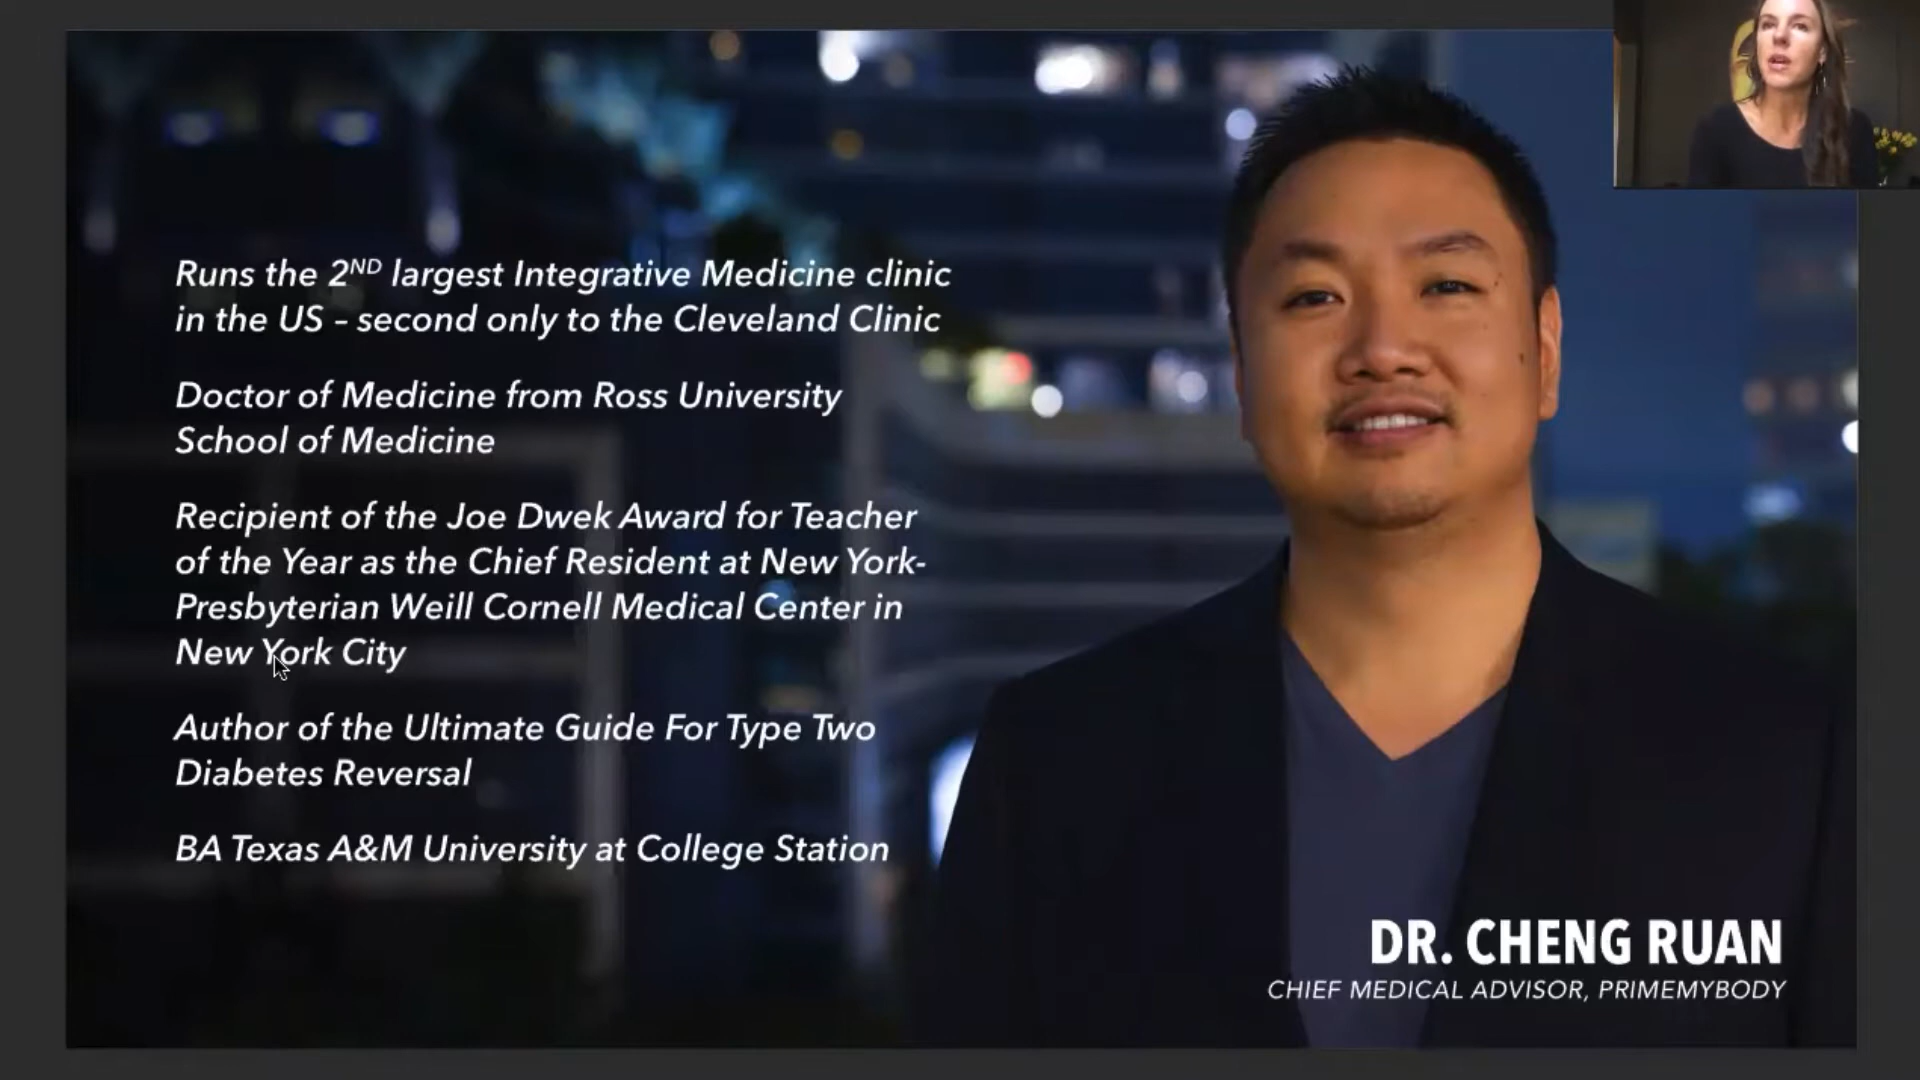 Runs the 2ND largest Integrative Medicine clinic
in the US – second only to the Cleveland Clinic
Doctor of Medicine from Ross University
School of Medicine
Recipient of the Joe Dwek Award for Teacher
of the Year as the Chief Resident at New York-
Presbyterian Weill Cornell Medical Center in
New York City
Author of the Ultimate Guide For Type Two
Diabetes Reversal
BA Texas A&M University at College Station
DR. CHENG RUAN
CHIEF MEDICAL ADVISOR, PRIMEMYBODY